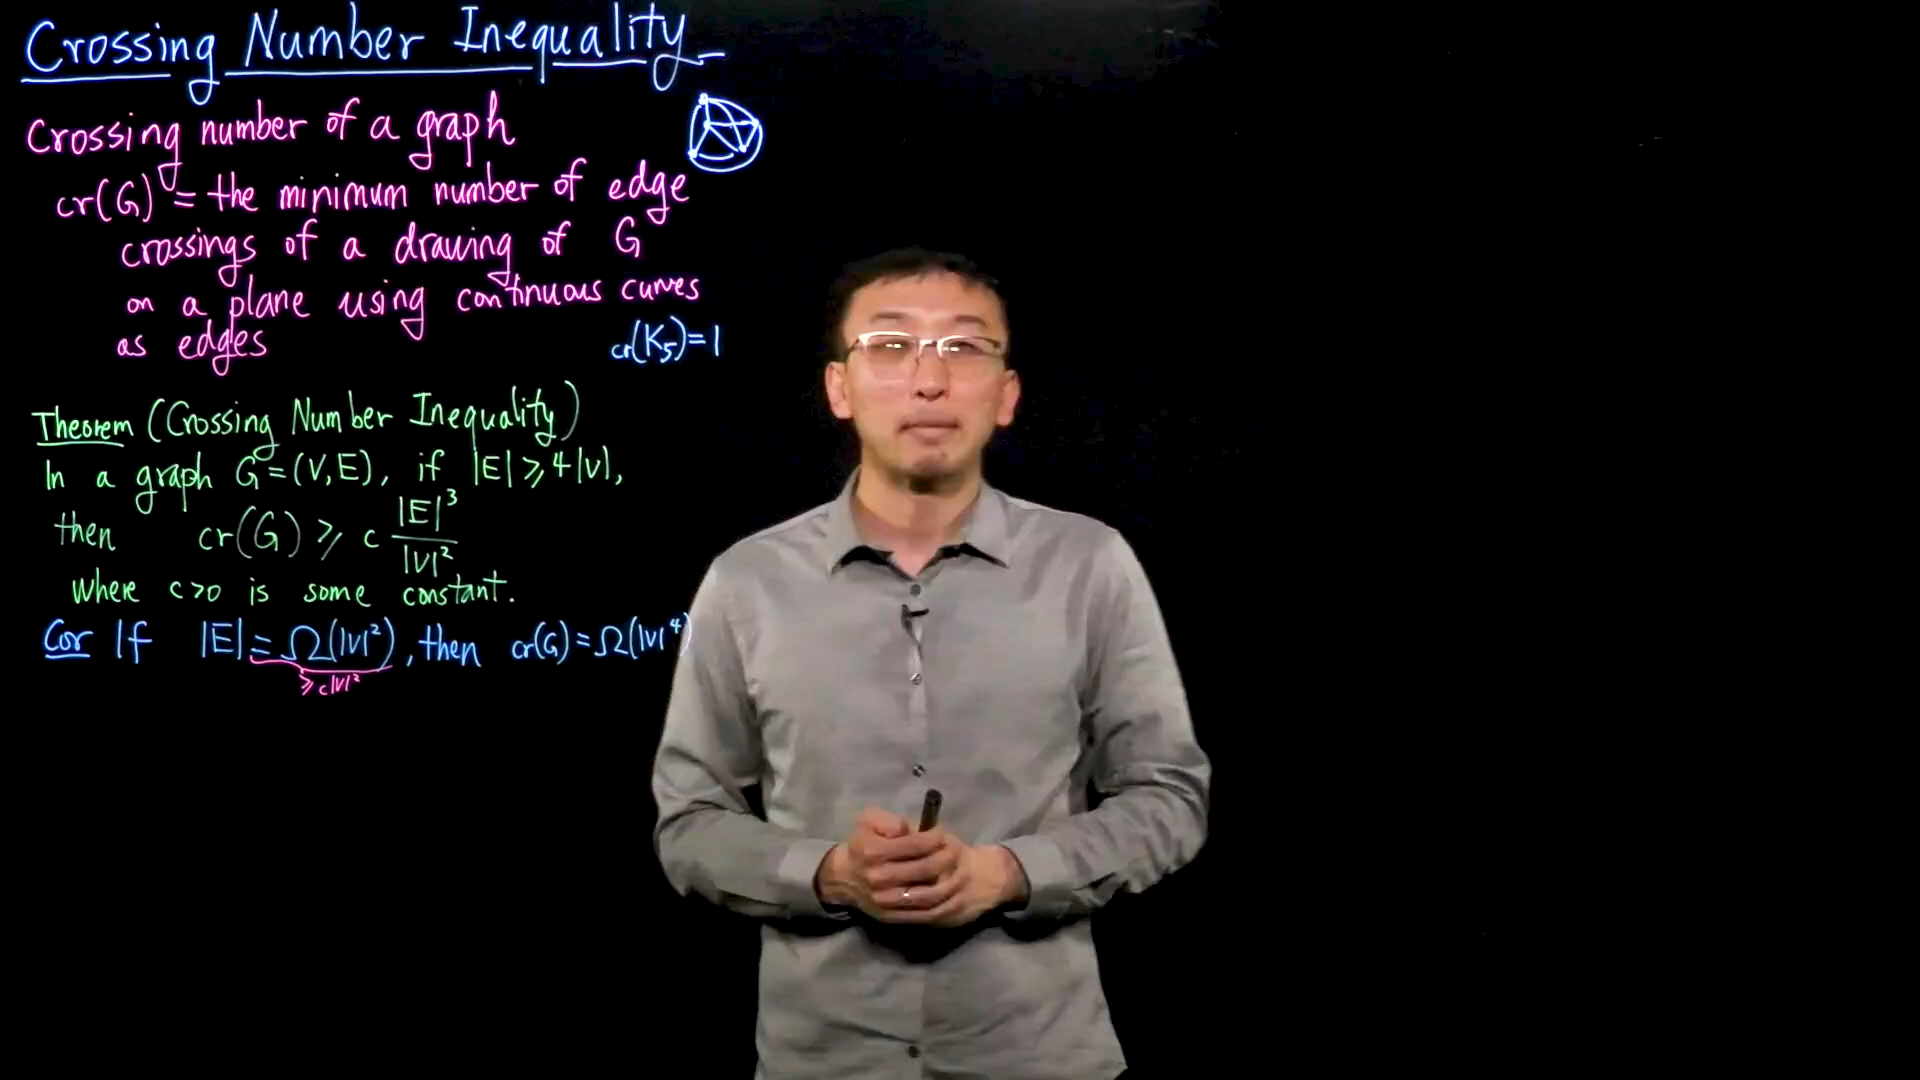 Crossing Number Inequality
Crossing number of a graph
cr(G) = the minimum number of edge
crossings of a drawing of G
on a plane using continuous curves
as edges
cr(K₅)=1
Theorem (Crossing Number Inequality)
In a graph G=(V,E), if |E|⩾4|V|,
then cr(G) ⩾ c |E|³/|V|²
where c>0 is some constant.
Cor If |E|=Ω(|V|²), then cr(G)=Ω(|V|⁴)
⩾c|V|²